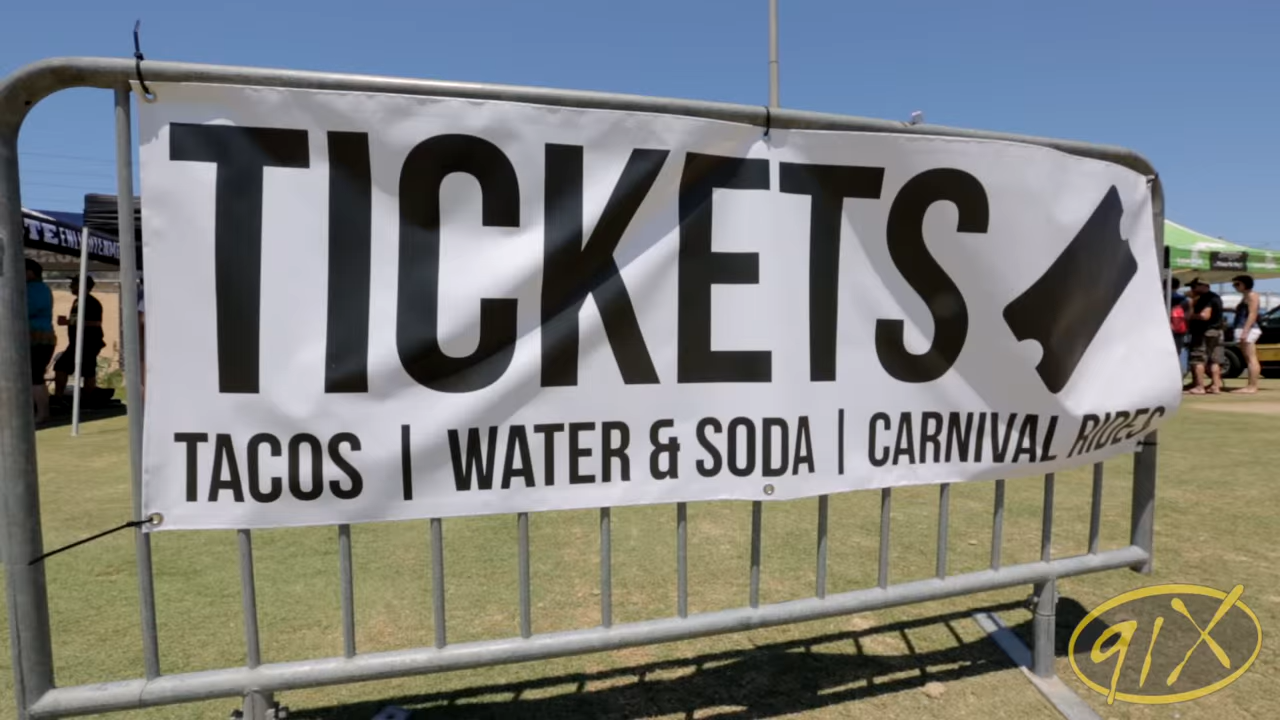 TICKETS
TACOS | WATER & SODA | CARNIVAL RIDES
91X